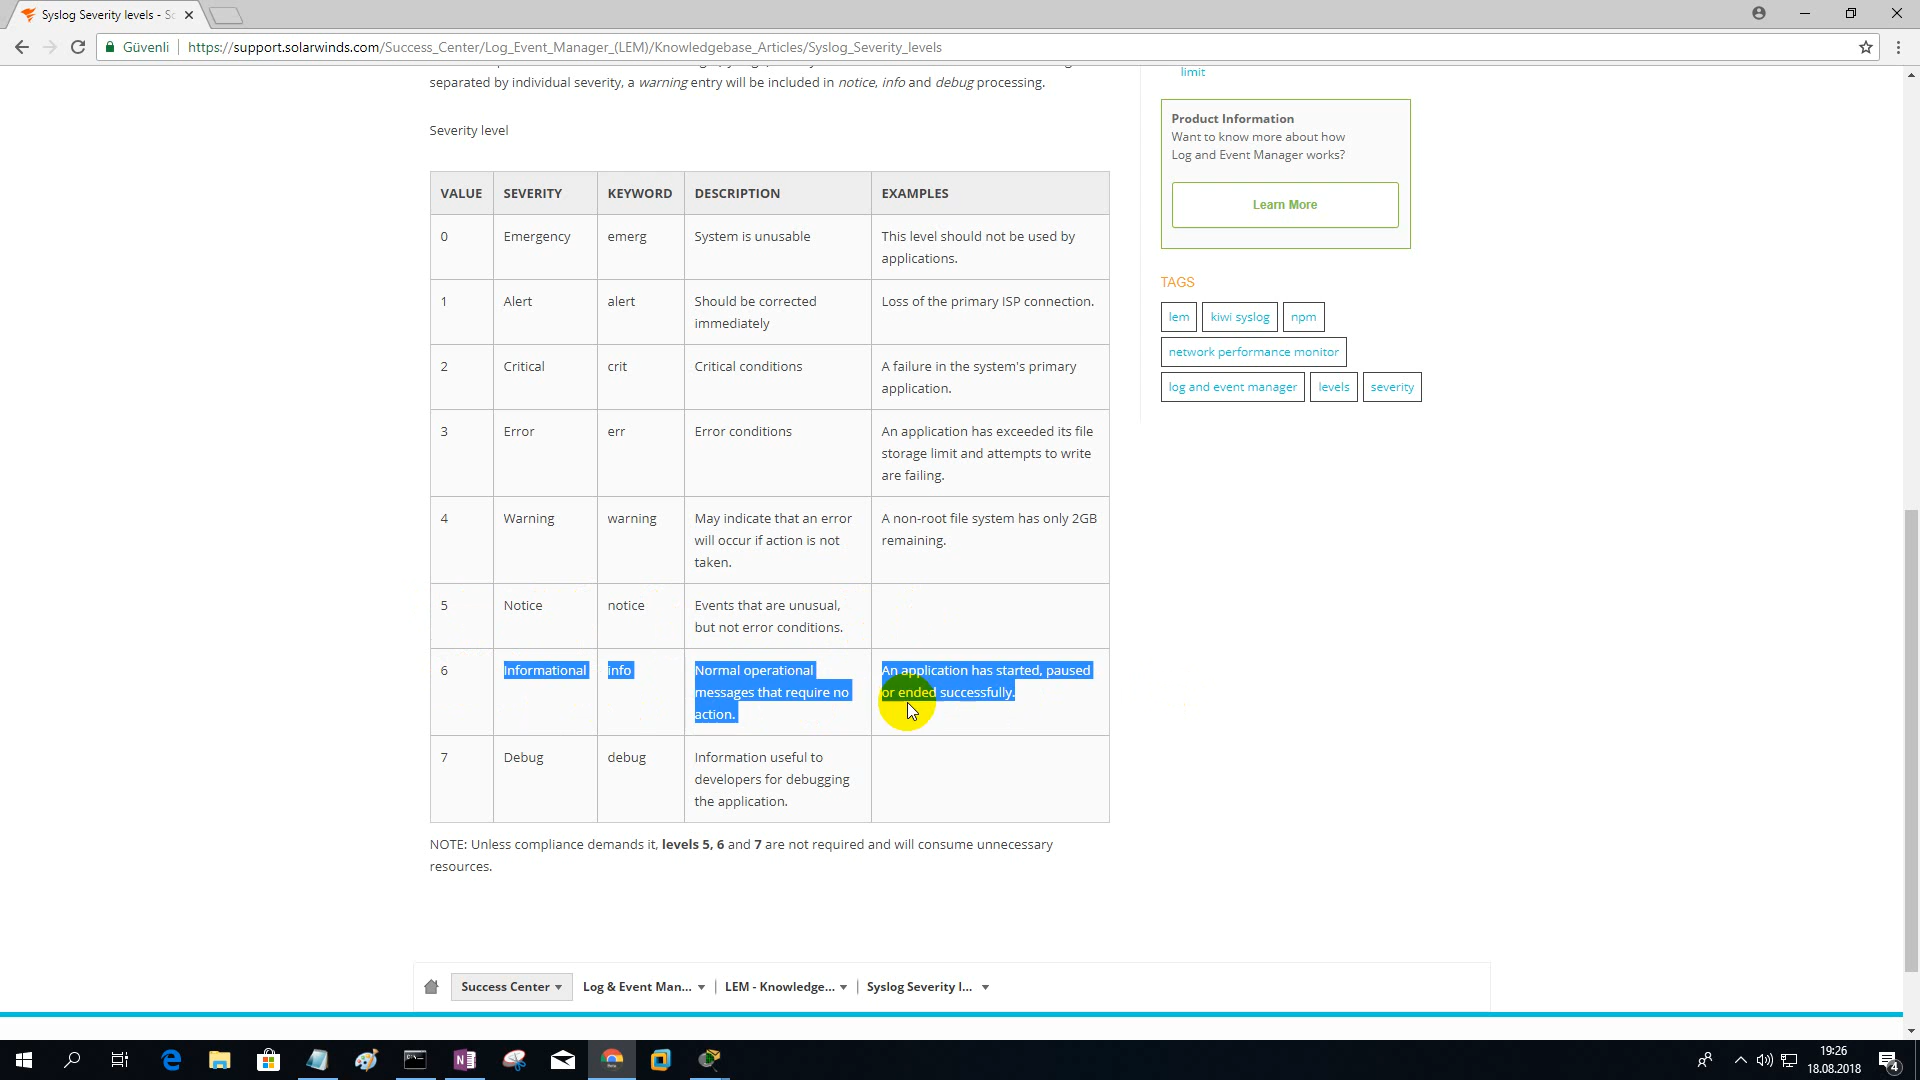 Syslog Severity levels - So
Güvenli
https://support.solarwinds.com/Success_Center/Log_Event_Manager_(LEM)/Knowledgebase_Articles/Syslog_Severity_levels
separated by individual severity, a warning entry will be included in notice, info and debug processing.
Severity level
VALUE SEVERITY KEYWORD DESCRIPTION EXAMPLES
0 Emergency emerg System is unusable This level should not be used by
applications.
1 Alert alert Should be corrected Loss of the primary ISP connection.
immediately
2 Critical crit Critical conditions A failure in the system's primary
application.
3 Error err Error conditions An application has exceeded its file
storage limit and attempts to write
are failing.
4 Warning warning May indicate that an error A non-root file system has only 2GB
will occur if action is not remaining.
taken.
5 Notice notice Events that are unusual,
but not error conditions.
6 Informational info Normal operational An application has started, paused
messages that require no or ended successfully.
action.
7 Debug debug Information useful to
developers for debugging
the application.
NOTE: Unless compliance demands it, levels 5, 6 and 7 are not required and will consume unnecessary
resources.
limit
Product Information
Want to know more about how
Log and Event Manager works?
Learn More
TAGS
lem kiwi syslog npm
network performance monitor
log and event manager levels severity
Success Center Log & Event Man... LEM - Knowledge... Syslog Severity l...
19:26
18.08.2018
4